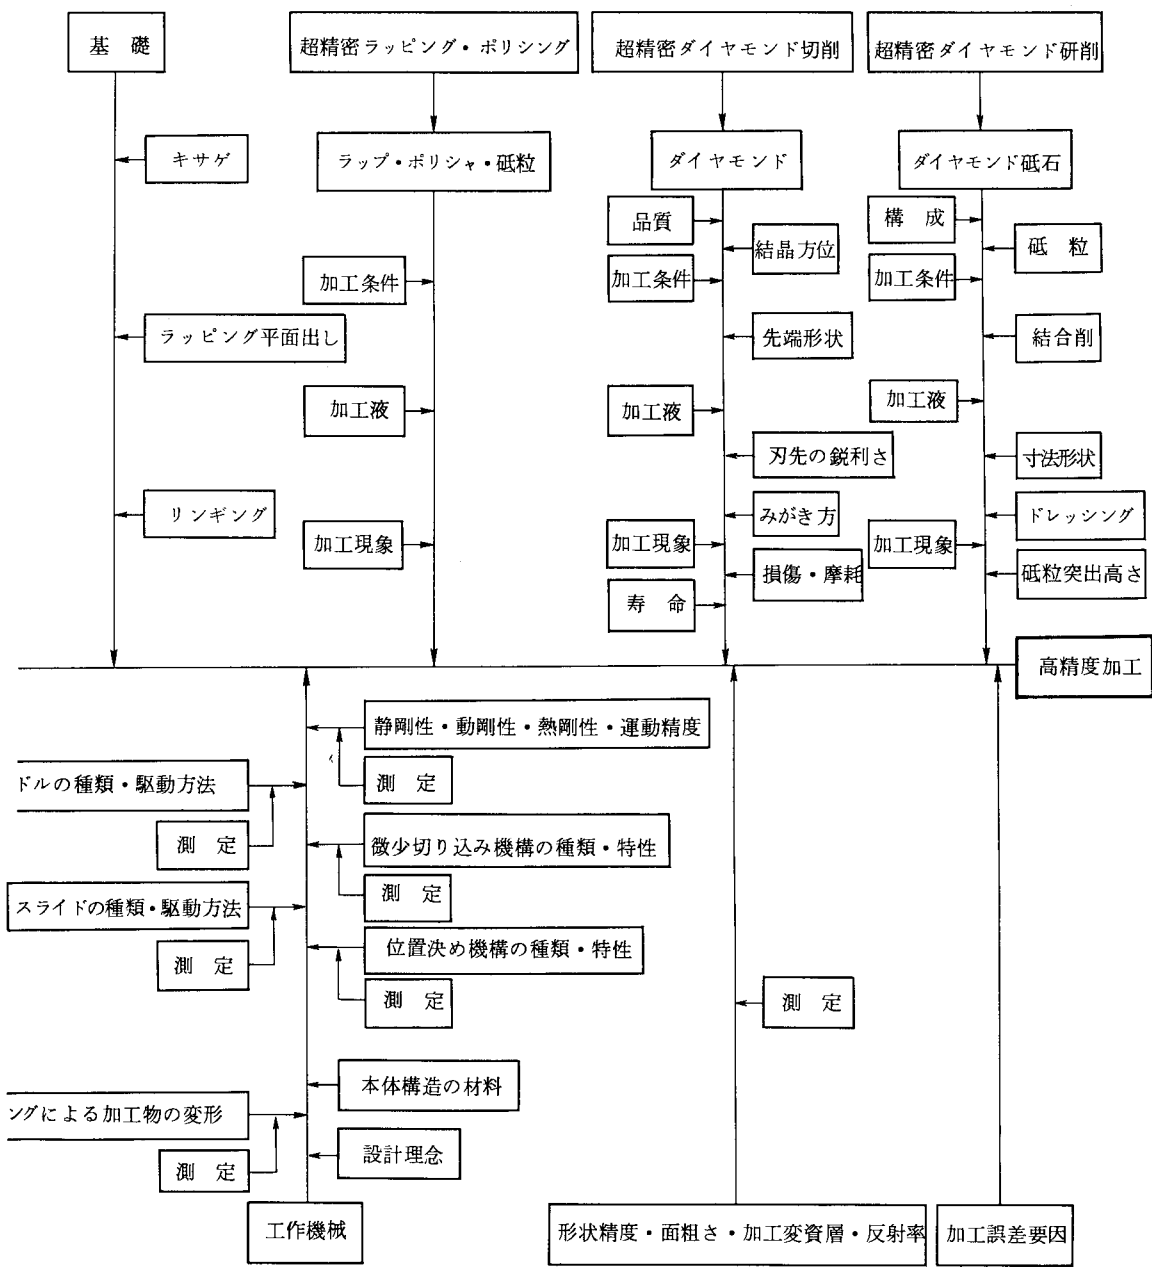 基 礎
超精密ラッピング・ポリシング
超精密ダイヤモンド切削
超精密ダイヤモンド研削
キサゲ
ラップ・ポリシャ・砥粒
ダイヤモンド
ダイヤモンド砥石
品質
構 成
結晶方位
砥 粒
加工条件
加工条件
加工条件
ラッピング平面出し
先端形状
結合削
加工液
加工液
加工液
刃先の鋭利さ
寸法形状
リンギング
みがき方
ドレッシング
加工現象
加工現象
加工現象
損傷・摩耗
砥粒突出高さ
寿 命
高精度加工
静剛性・動剛性・熱剛性・運動精度
ドルの種類・駆動方法
測 定
測 定
微少切り込み機構の種類・特性
測 定
スライドの種類・駆動方法
位置決め機構の種類・特性
測 定
測 定
測 定
本体構造の材料
ングによる加工物の変形
設計理念
測 定
工作機械
形状精度・面粗さ・加工変資層・反射率
加工誤差要因